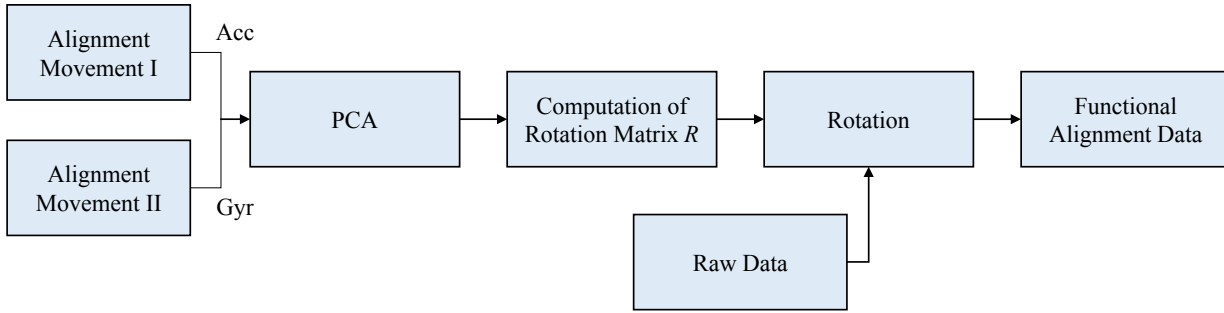 Alignment
Movement I
Acc
Alignment
Movement II
Gyr
PCA
Computation of
Rotation Matrix R
Rotation
Functional
Alignment Data
Raw Data